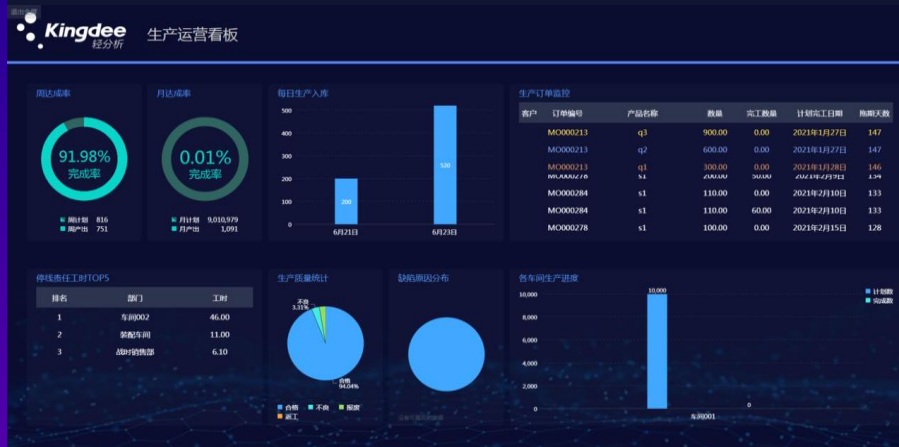 Kingdee
轻分析
生产运营看板
周达成率
91.98%
完成率
周计划 816
周产出 751
月达成率
0.01%
完成率
月计划 9,010,979
月产出 1,091
每日生产入库
500
400
300
200
100
0
200
520
6月21日
6月23日
生产订单监控
客户 订单编号 产品名称 数量 完工数量 计划完工日期 拖期天数
MO000213 q3 900.00 0.00 2021年1月27日 147
MO000213 q2 600.00 0.00 2021年1月27日 147
MO000213 q1 300.00 0.00 2021年1月28日 146
MO000278 s1 200.00 50.00 2021年2月9日 134
MO000284 s1 110.00 0.00 2021年2月10日 133
MO000284 s1 110.00 60.00 2021年2月10日 133
MO000278 s1 100.00 0.00 2021年2月15日 128
停线责任工时TOP5
排名 部门 工时
1 车间002 46.00
2 装配车间 11.00
3 战时销售部 6.10
生产质量统计
不良
3.31%
合格
94.04%
合格 不良 报废
返工
缺陷原因分布
各车间生产进度
10,000
8,000
6,000
4,000
2,000
0
10,000
0
车间001
计划数
完成数